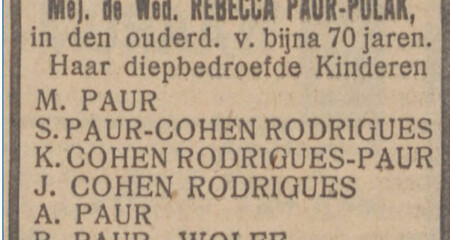 Mej. de Wed. REBECCA PAUR-POLAK,
in den ouderd. v. bijna 70 jaren.
Haar diepbedroefde Kinderen
M. PAUR
S. PAUR-COHEN RODRIGUES
K. COHEN RODRIGUES-PAUR
J. COHEN RODRIGUES
A. PAUR
PAUR